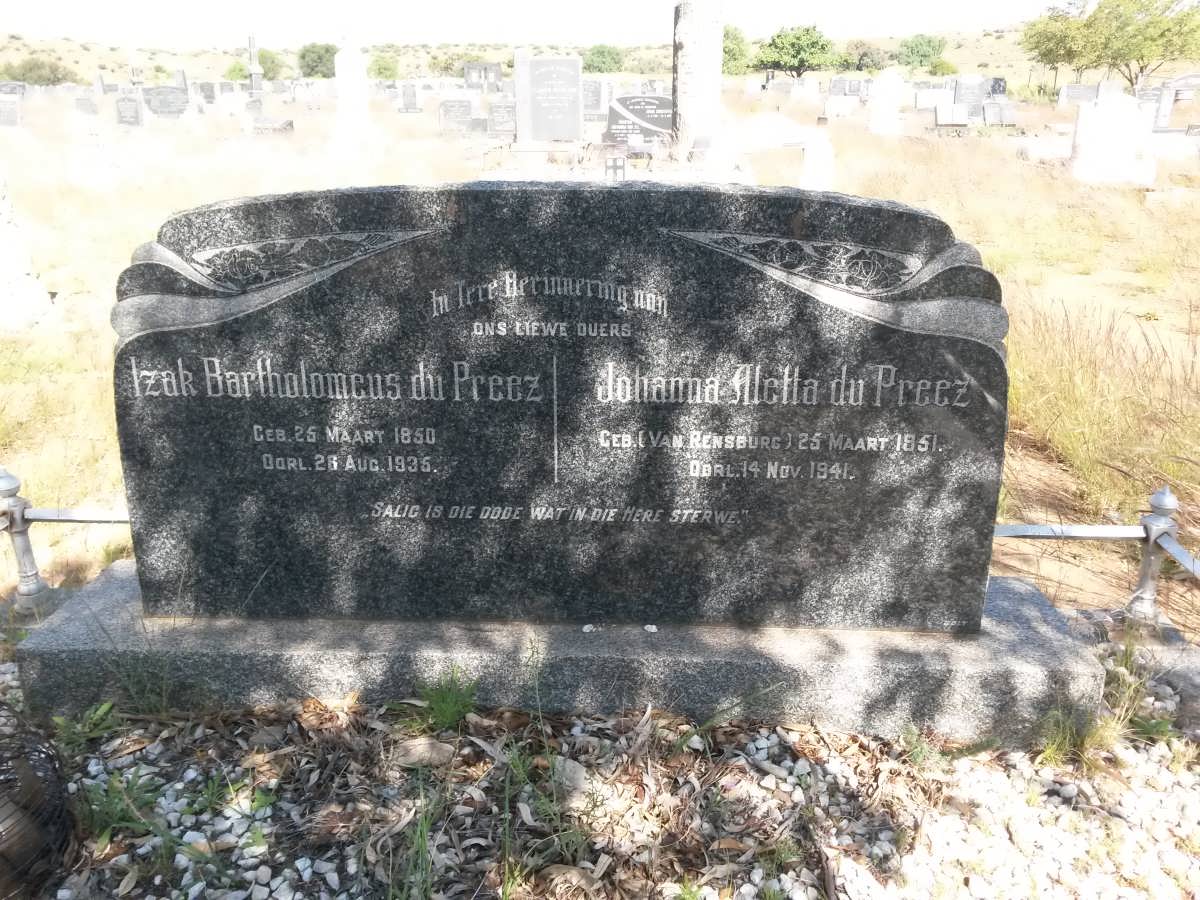 In Tere Herinnering van
ONS LIEWE OUERS
Izak Bartholomeus du Preez
GEB. 25 MAART 1850
OORL. 26 AUG. 1935.
Johanna Aletta du Preez
GEB. (VAN RENSBURG) 25 MAART 1851.
OORL. 14 NOV. 1941.
„SALIG IS DIE DODE WAT IN DIE HERE STERWE."